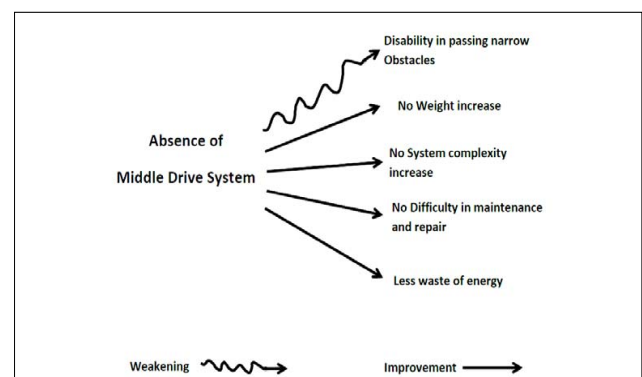 Disability in passing narrow
Obstacles
No Weight increase
Absence of
Middle Drive System
No System complexity
increase
No Difficulty in maintenance
and repair
Less waste of energy
Weakening
Improvement